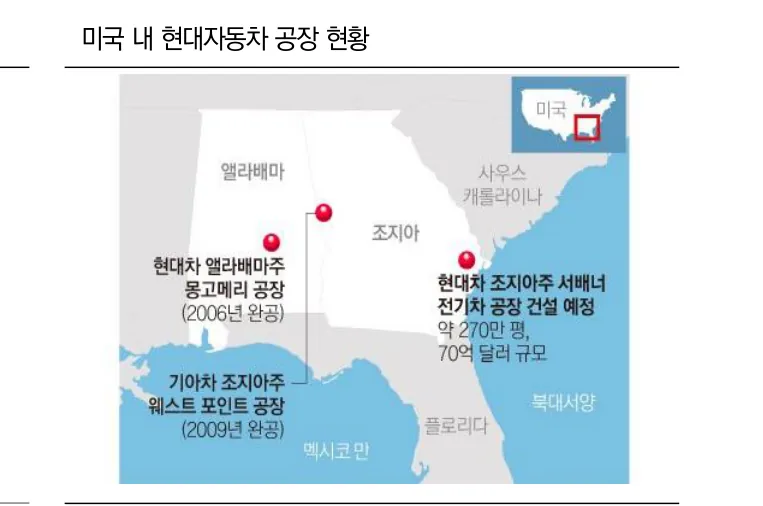 미국 내 현대자동차 공장 현황
미국
앨라배마
사우스
캐롤라이나
조지아
현대차 앨라배마주
몽고메리 공장
(2006년 완공)
현대차 조지아주 서배너
전기차 공장 건설 예정
약 270만 평,
70억 달러 규모
기아차 조지아주
웨스트 포인트 공장
(2009년 완공)
북대서양
플로리다
멕시코 만